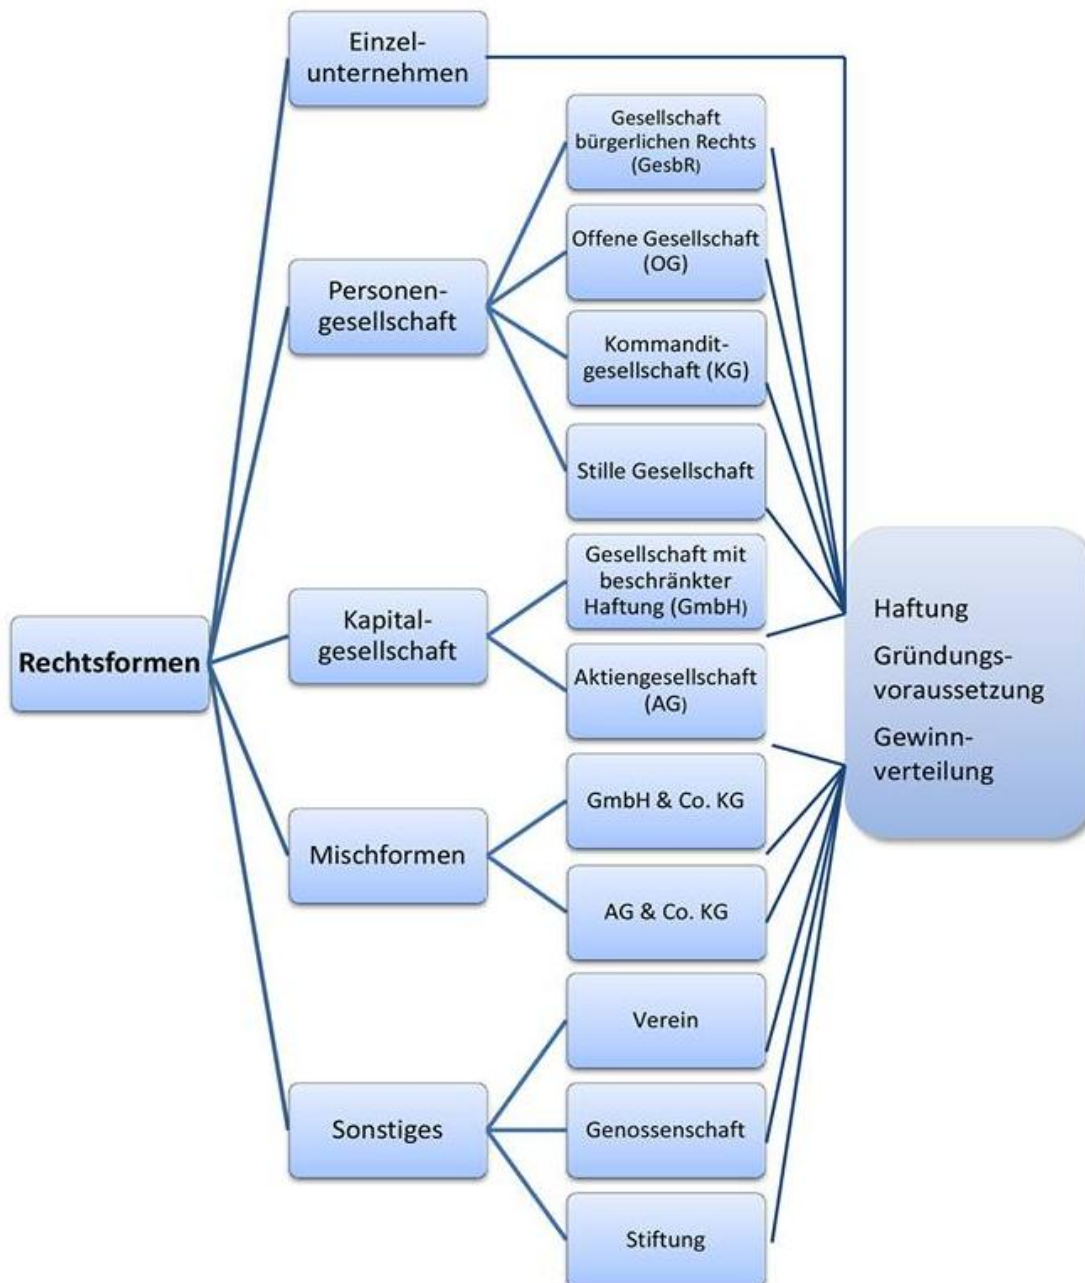 Rechtsformen
Einzel-
unternehmen
Personen-
gesellschaft
Gesellschaft
bürgerlichen Rechts
(GesbR)
Offene Gesellschaft
(OG)
Kommandit-
gesellschaft (KG)
Stille Gesellschaft
Kapital-
gesellschaft
Gesellschaft mit
beschränkter
Haftung (GmbH)
Aktiengesellschaft
(AG)
Mischformen
GmbH & Co. KG
AG & Co. KG
Sonstiges
Verein
Genossenschaft
Stiftung
Haftung
Gründungs-
voraussetzung
Gewinn-
verteilung